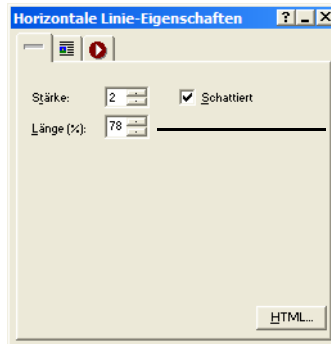 Horizontale Linie-Eigenschaften
Stärke: 2 Schattiert
Länge (%): 78
HTML...